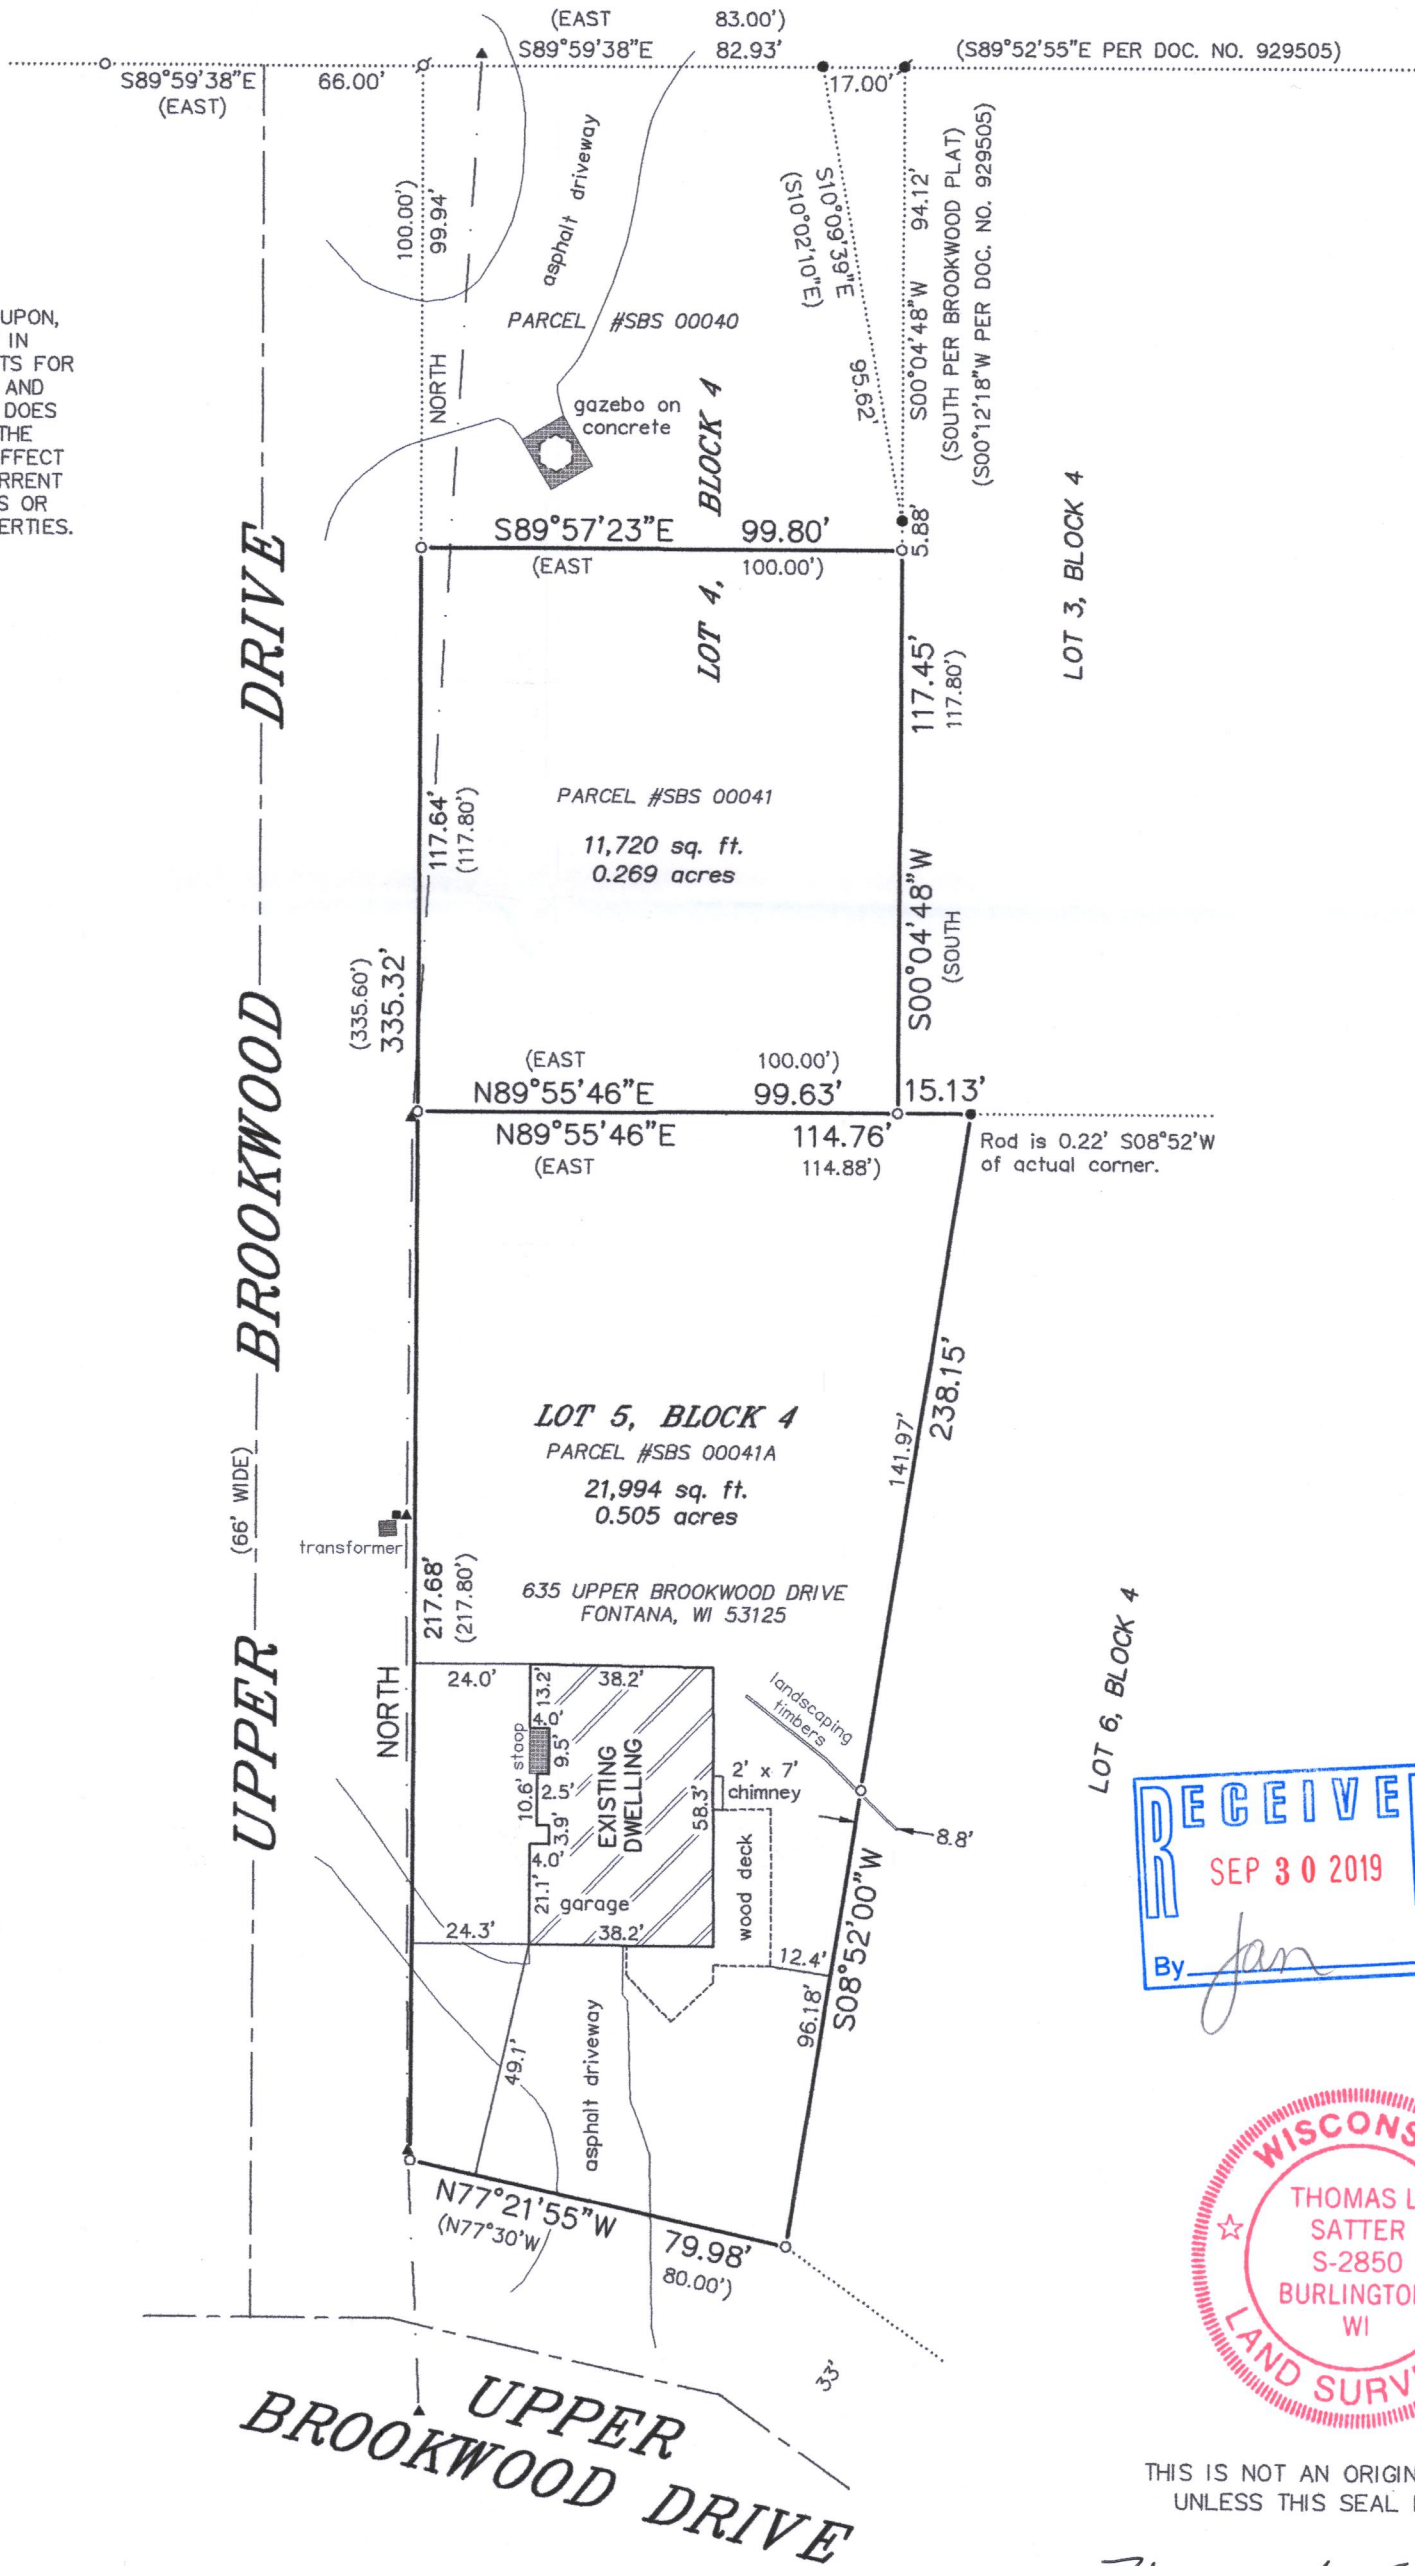 (EAST 83.00')
S89°59'38"E 82.93'
(S89°52'55"E PER DOC. NO. 929505)
S89°59'38"E 66.00'
(EAST)
17.00'
asphalt driveway
100.00')
99.94'
NORTH
S10°09'39"E
(S10°02'10"E)
95.62'
S00°04'48"W 94.12'
(SOUTH PER BROOKWOOD PLAT)
(S00°12'18"W PER DOC. NO. 929505)
UPON,
IN
TS FOR
AND
DOES
THE
FFECT
RRENT
S OR
ERTIES.
PARCEL #SBS 00040
gazebo on
concrete
LOT 4, BLOCK 4
5.88'
S89°57'23"E 99.80'
(EAST 100.00')
LOT 3, BLOCK 4
117.45'
117.80')
S00°04'48"W
(SOUTH
117.64'
(117.80')
PARCEL #SBS 00041
11,720 sq. ft.
0.269 acres
(335.60')
335.32'
(EAST 100.00')
N89°55'46"E 99.63'
15.13'
N89°55'46"E 114.76'
(EAST 114.88')
Rod is 0.22' S08°52'W
of actual corner.
UPPER BROOKWOOD DRIVE
(66' WIDE)
238.15'
141.97'
LOT 5, BLOCK 4
PARCEL #SBS 00041A
21,994 sq. ft.
0.505 acres
transformer
217.68'
(217.80')
NORTH
635 UPPER BROOKWOOD DRIVE
FONTANA, WI 53125
LOT 6, BLOCK 4
24.0'
13.2'
38.2'
4.0'
stoop
9.5'
10.6'
2.5'
3.9'
4.0'
21.1'
EXISTING
DWELLING
58.3'
garage
landscaping
timbers
2' x 7'
chimney
wood deck
8.8'
24.3'
38.2'
12.4'
S08°52'00"W
96.18'
49.1'
asphalt driveway
RECEIVE
SEP 30 2019
By Jan
N77°21'55"W 79.98'
(N77°30'W 80.00')
33'
UPPER
BROOKWOOD DRIVE
WISCONS
THOMAS L
SATTER
S-2850
BURLINGTO
WI
LAND SURV
THIS IS NOT AN ORIGIN
UNLESS THIS SEAL